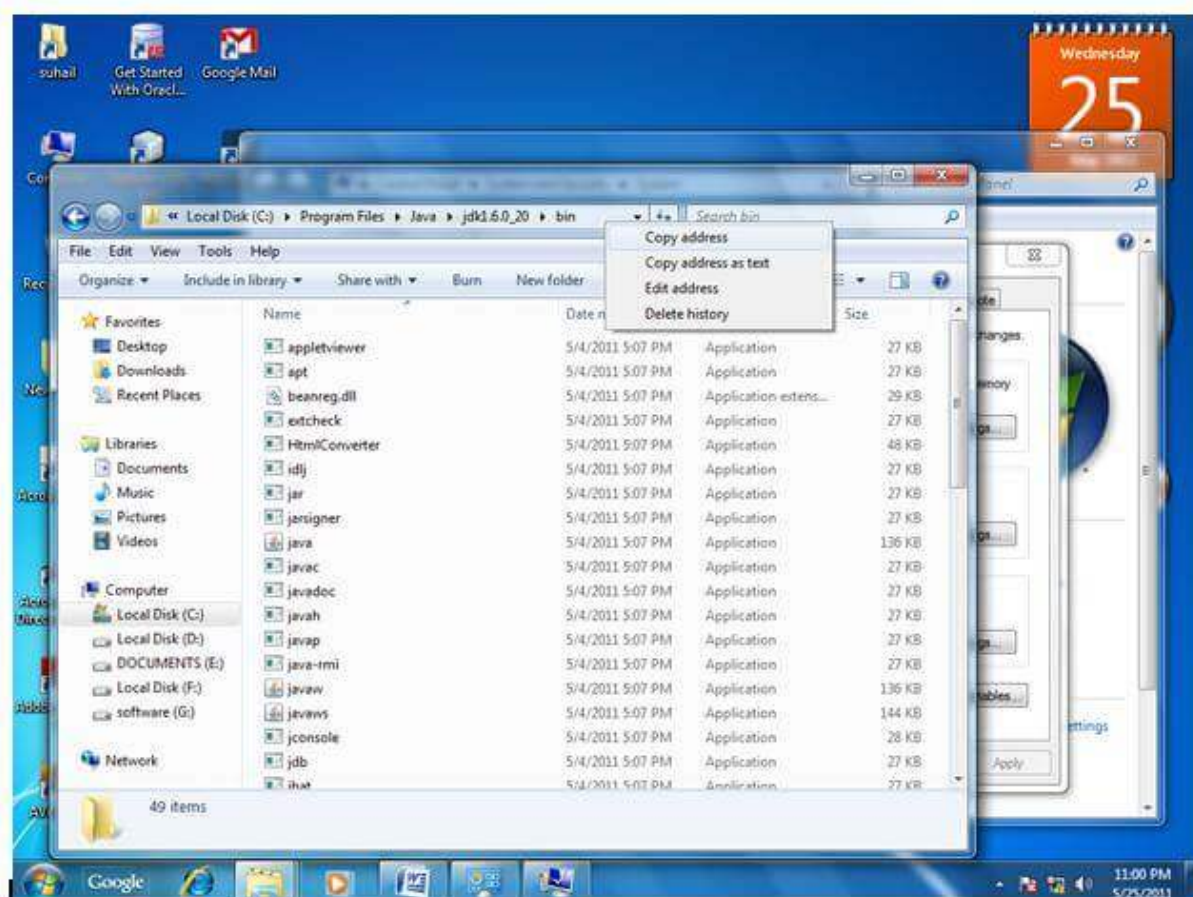 suhail
Get Started
With Oracl...
Google Mail
Wednesday
25
Local Disk (C:) Program Files Java jdk1.6.0_20 bin
Search bin
File Edit View Tools Help
Organize Include in library Share with Burn New folder
Copy address
Copy address as text
Edit address
Delete history
Name
Size
Favorites
Desktop
Downloads
Recent Places
Libraries
Documents
Music
Pictures
Videos
Computer
Local Disk (C:)
Local Disk (D:)
DOCUMENTS (E:)
Local Disk (F:)
software (G:)
Network
appletviewer 5/4/2011 5:07 PM Application 27 KB
apt 5/4/2011 5:07 PM Application 27 KB
beanreg.dll 5/4/2011 5:07 PM Application extens... 29 KB
extcheck 5/4/2011 5:07 PM Application 27 KB
HtmlConverter 5/4/2011 5:07 PM Application 48 KB
idlj 5/4/2011 5:07 PM Application 27 KB
jar 5/4/2011 5:07 PM Application 27 KB
jarsigner 5/4/2011 5:07 PM Application 27 KB
java 5/4/2011 5:07 PM Application 136 KB
javac 5/4/2011 5:07 PM Application 27 KB
javadoc 5/4/2011 5:07 PM Application 27 KB
javah 5/4/2011 5:07 PM Application 27 KB
javap 5/4/2011 5:07 PM Application 27 KB
java-rmi 5/4/2011 5:07 PM Application 27 KB
javaw 5/4/2011 5:07 PM Application 136 KB
javaws 5/4/2011 5:07 PM Application 144 KB
jconsole 5/4/2011 5:07 PM Application 28 KB
jdb 5/4/2011 5:07 PM Application 27 KB
jhat 5/4/2011 5:07 PM Application 27 KB
49 items
Apply
Google
11:00 PM
5/25/2011